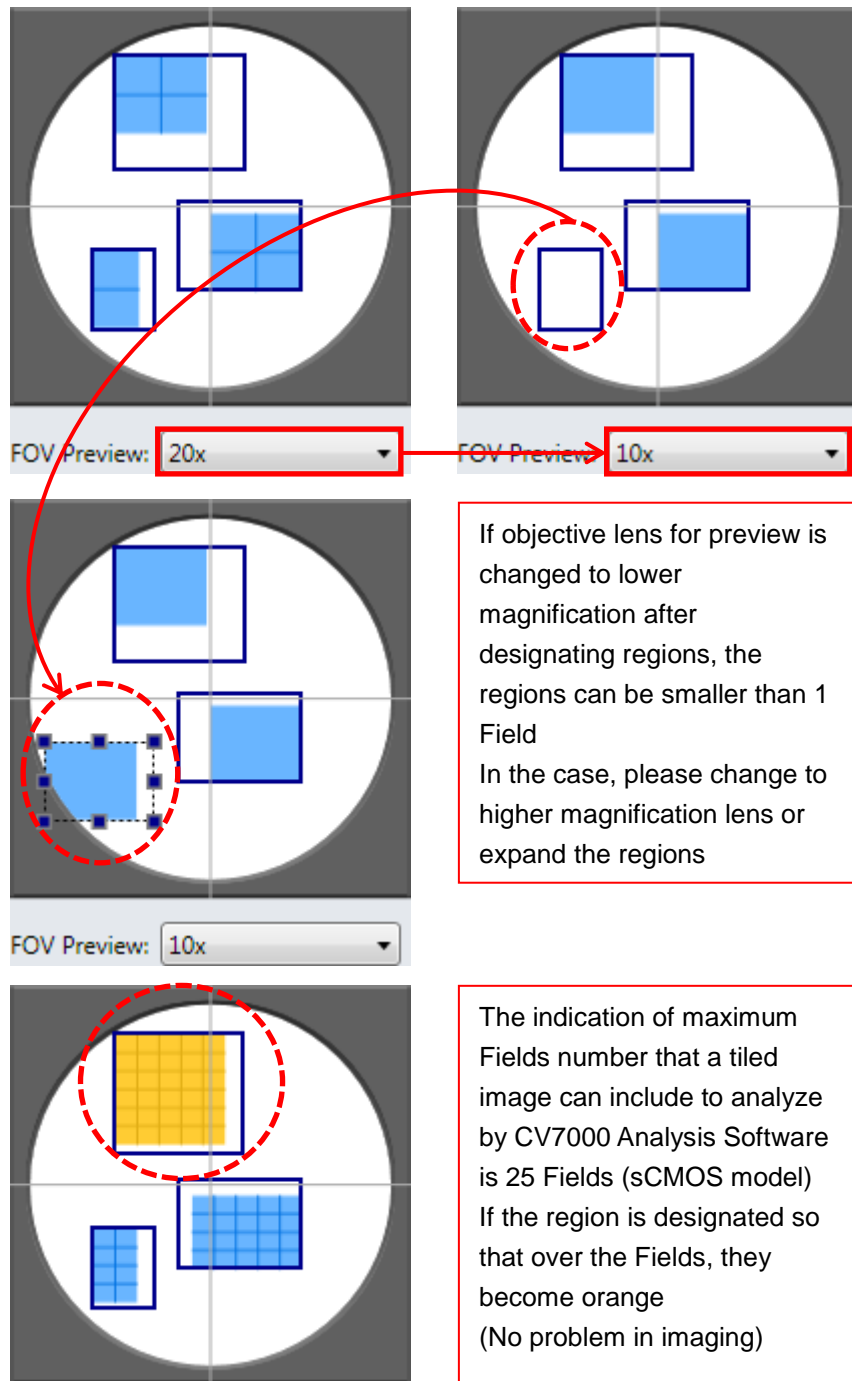 FOV Preview: 20x
FOV Preview: 10x
If objective lens for preview is
changed to lower
magnification after
designating regions, the
regions can be smaller than 1
Field
In the case, please change to
higher magnification lens or
expand the regions
FOV Preview: 10x
The indication of maximum
Fields number that a tiled
image can include to analyze
by CV7000 Analysis Software
is 25 Fields (sCMOS model)
If the region is designated so
that over the Fields, they
become orange
(No problem in imaging)